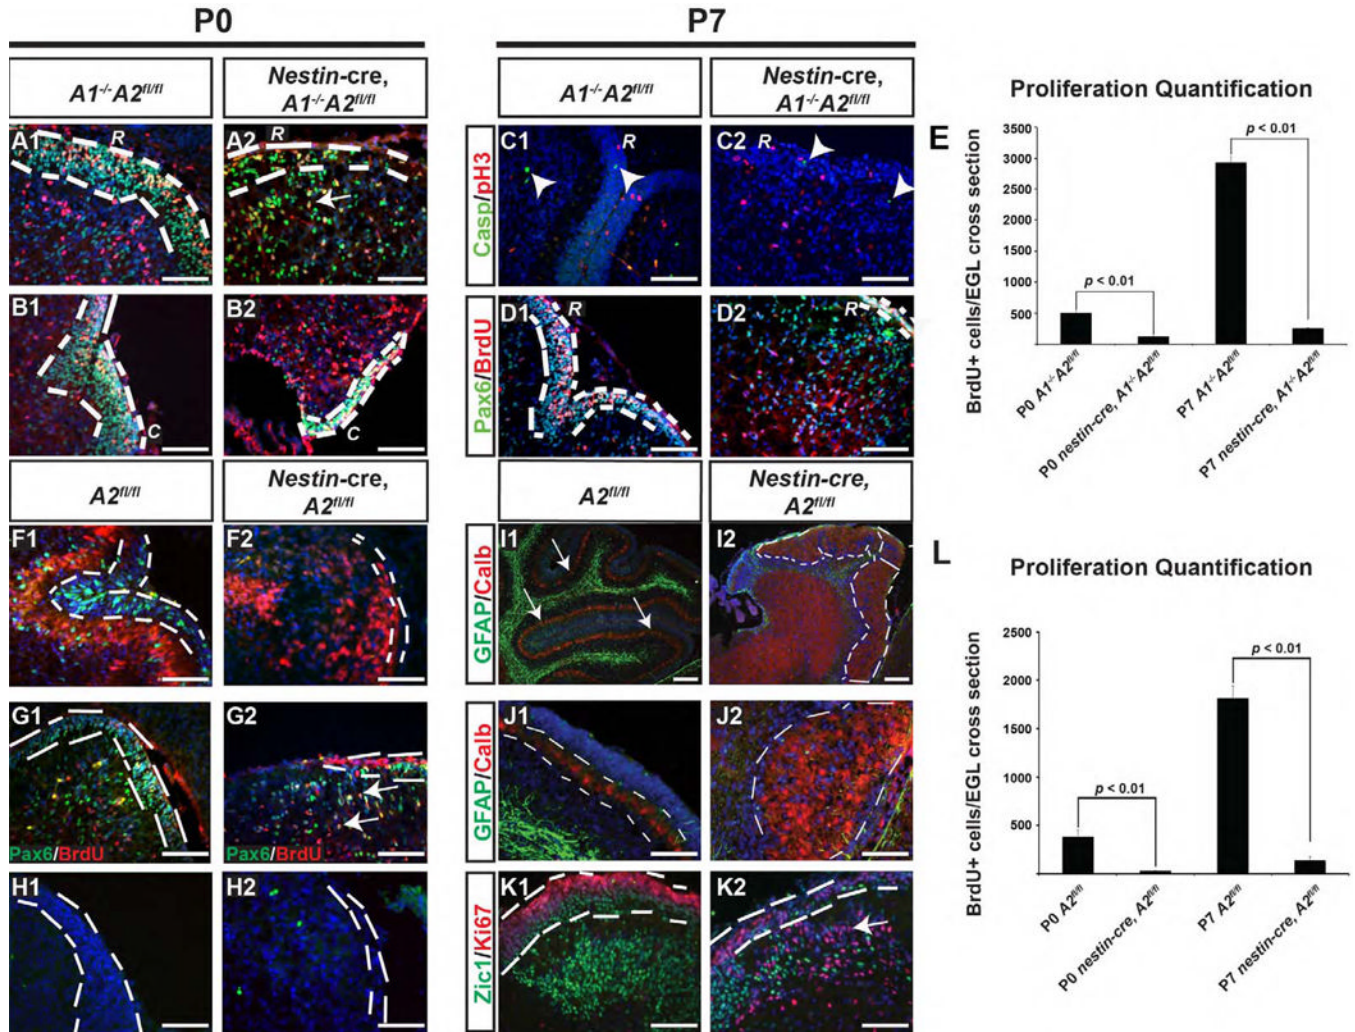 P0
P7
A1-/-A2fl/fl
Nestin-cre,
A1-/-A2fl/fl
A1-/-A2fl/fl
Nestin-cre,
A1-/-A2fl/fl
A1
R
A2
R
Casp/pH3
C1
R
C2
R
B1
C
B2
C
Pax6/BrdU
D1
R
D2
R
E
Proliferation Quantification
BrdU+ cells/EGL cross section
3500
3000
2500
2000
1500
1000
500
p < 0.01
p < 0.01
P0 A1-/-A2fl/fl
P0 nestin-cre, A1-/-A2fl/fl
P7 A1-/-A2fl/fl
P7 nestin-cre, A1-/-A2fl/fl
A2fl/fl
Nestin-cre,
A2fl/fl
A2fl/fl
Nestin-cre,
A2fl/fl
F1
F2
GFAP/Calb
I1
I2
G1
Pax6/BrdU
G2
Pax6/BrdU
GFAP/Calb
J1
J2
H1
H2
Zic1/Ki67
K1
K2
L
Proliferation Quantification
BrdU+ cells/EGL cross section
2500
2000
1500
1000
500
p < 0.01
p < 0.01
P0 A2fl/fl
P0 nestin-cre, A2fl/fl
P7 A2fl/fl
P7 nestin-cre, A2fl/fl